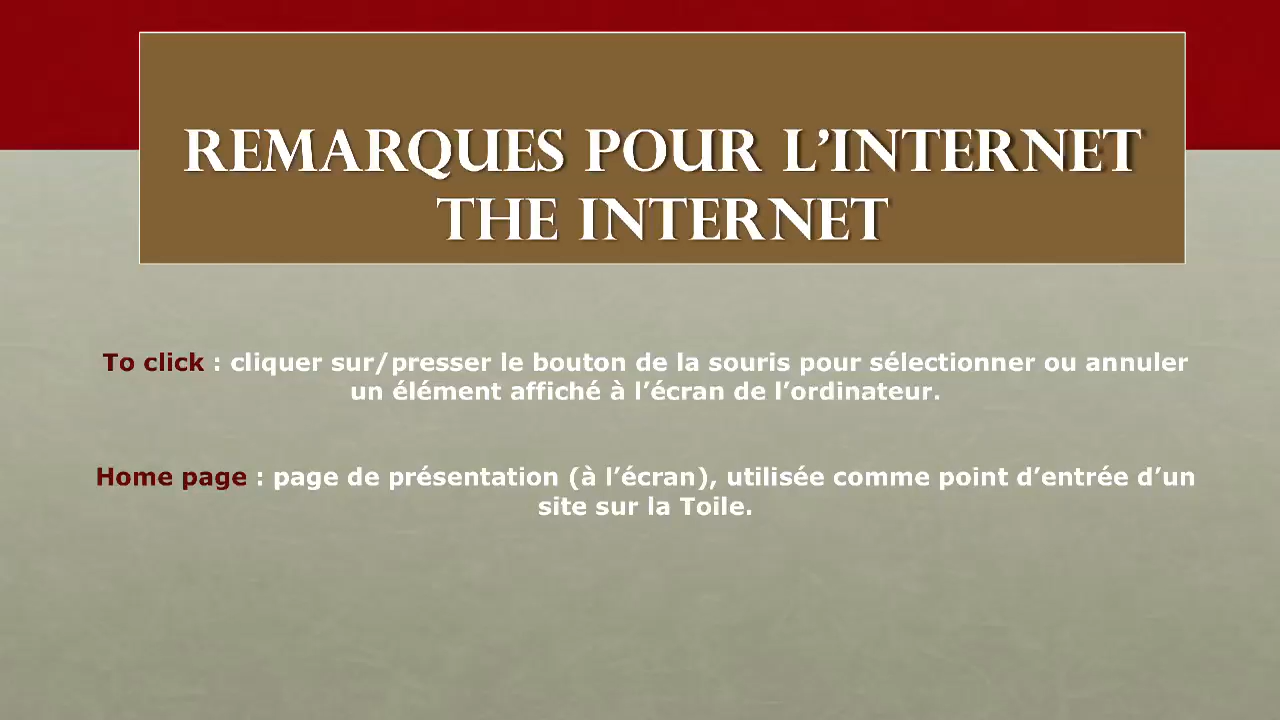 REMARQUES POUR L’INTERNET
THE INTERNET
To click : cliquer sur/presser le bouton de la souris pour sélectionner ou annuler
un élément affiché à l’écran de l’ordinateur.
Home page : page de présentation (à l’écran), utilisée comme point d’entrée d’un
site sur la Toile.